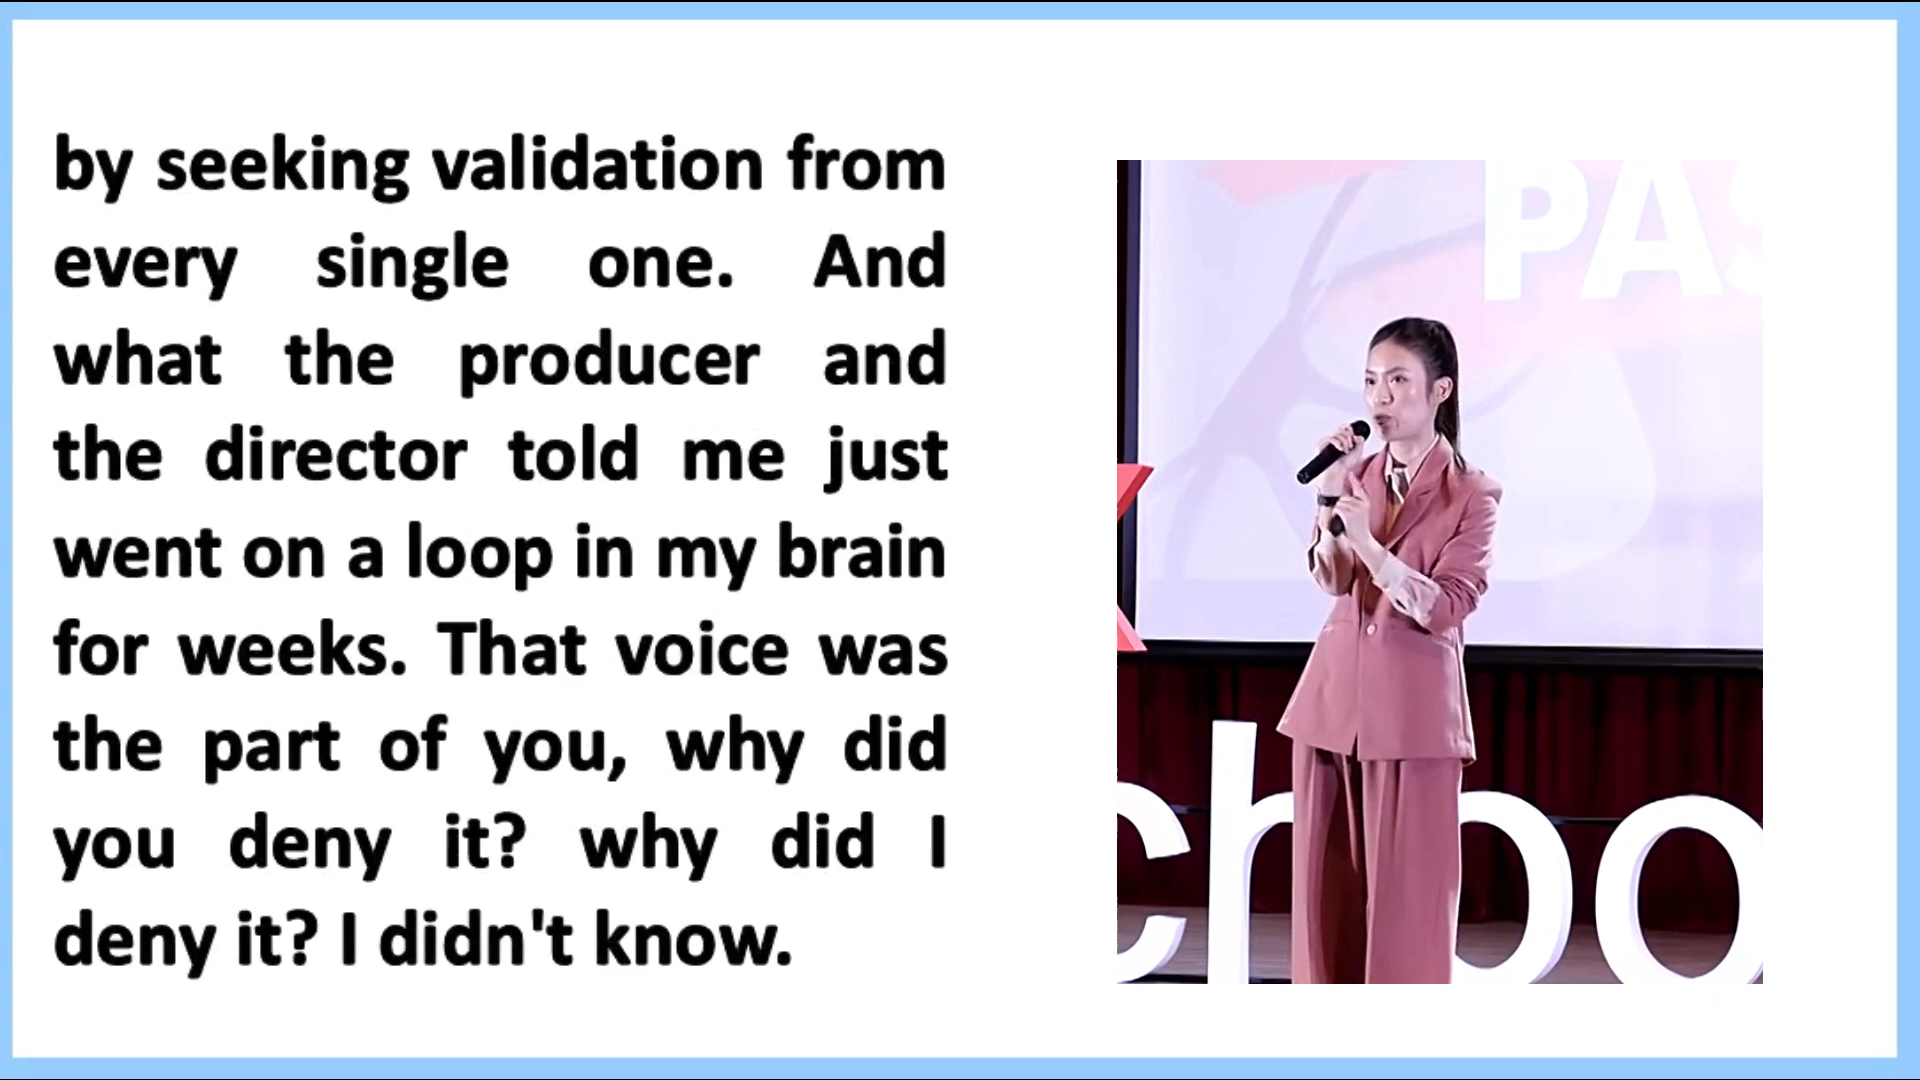 by seeking validation from
every single one. And
what the producer and
the director told me just
went on a loop in my brain
for weeks. That voice was
the part of you, why did
you deny it? why did I
deny it? I didn't know.
PAS
X
choo